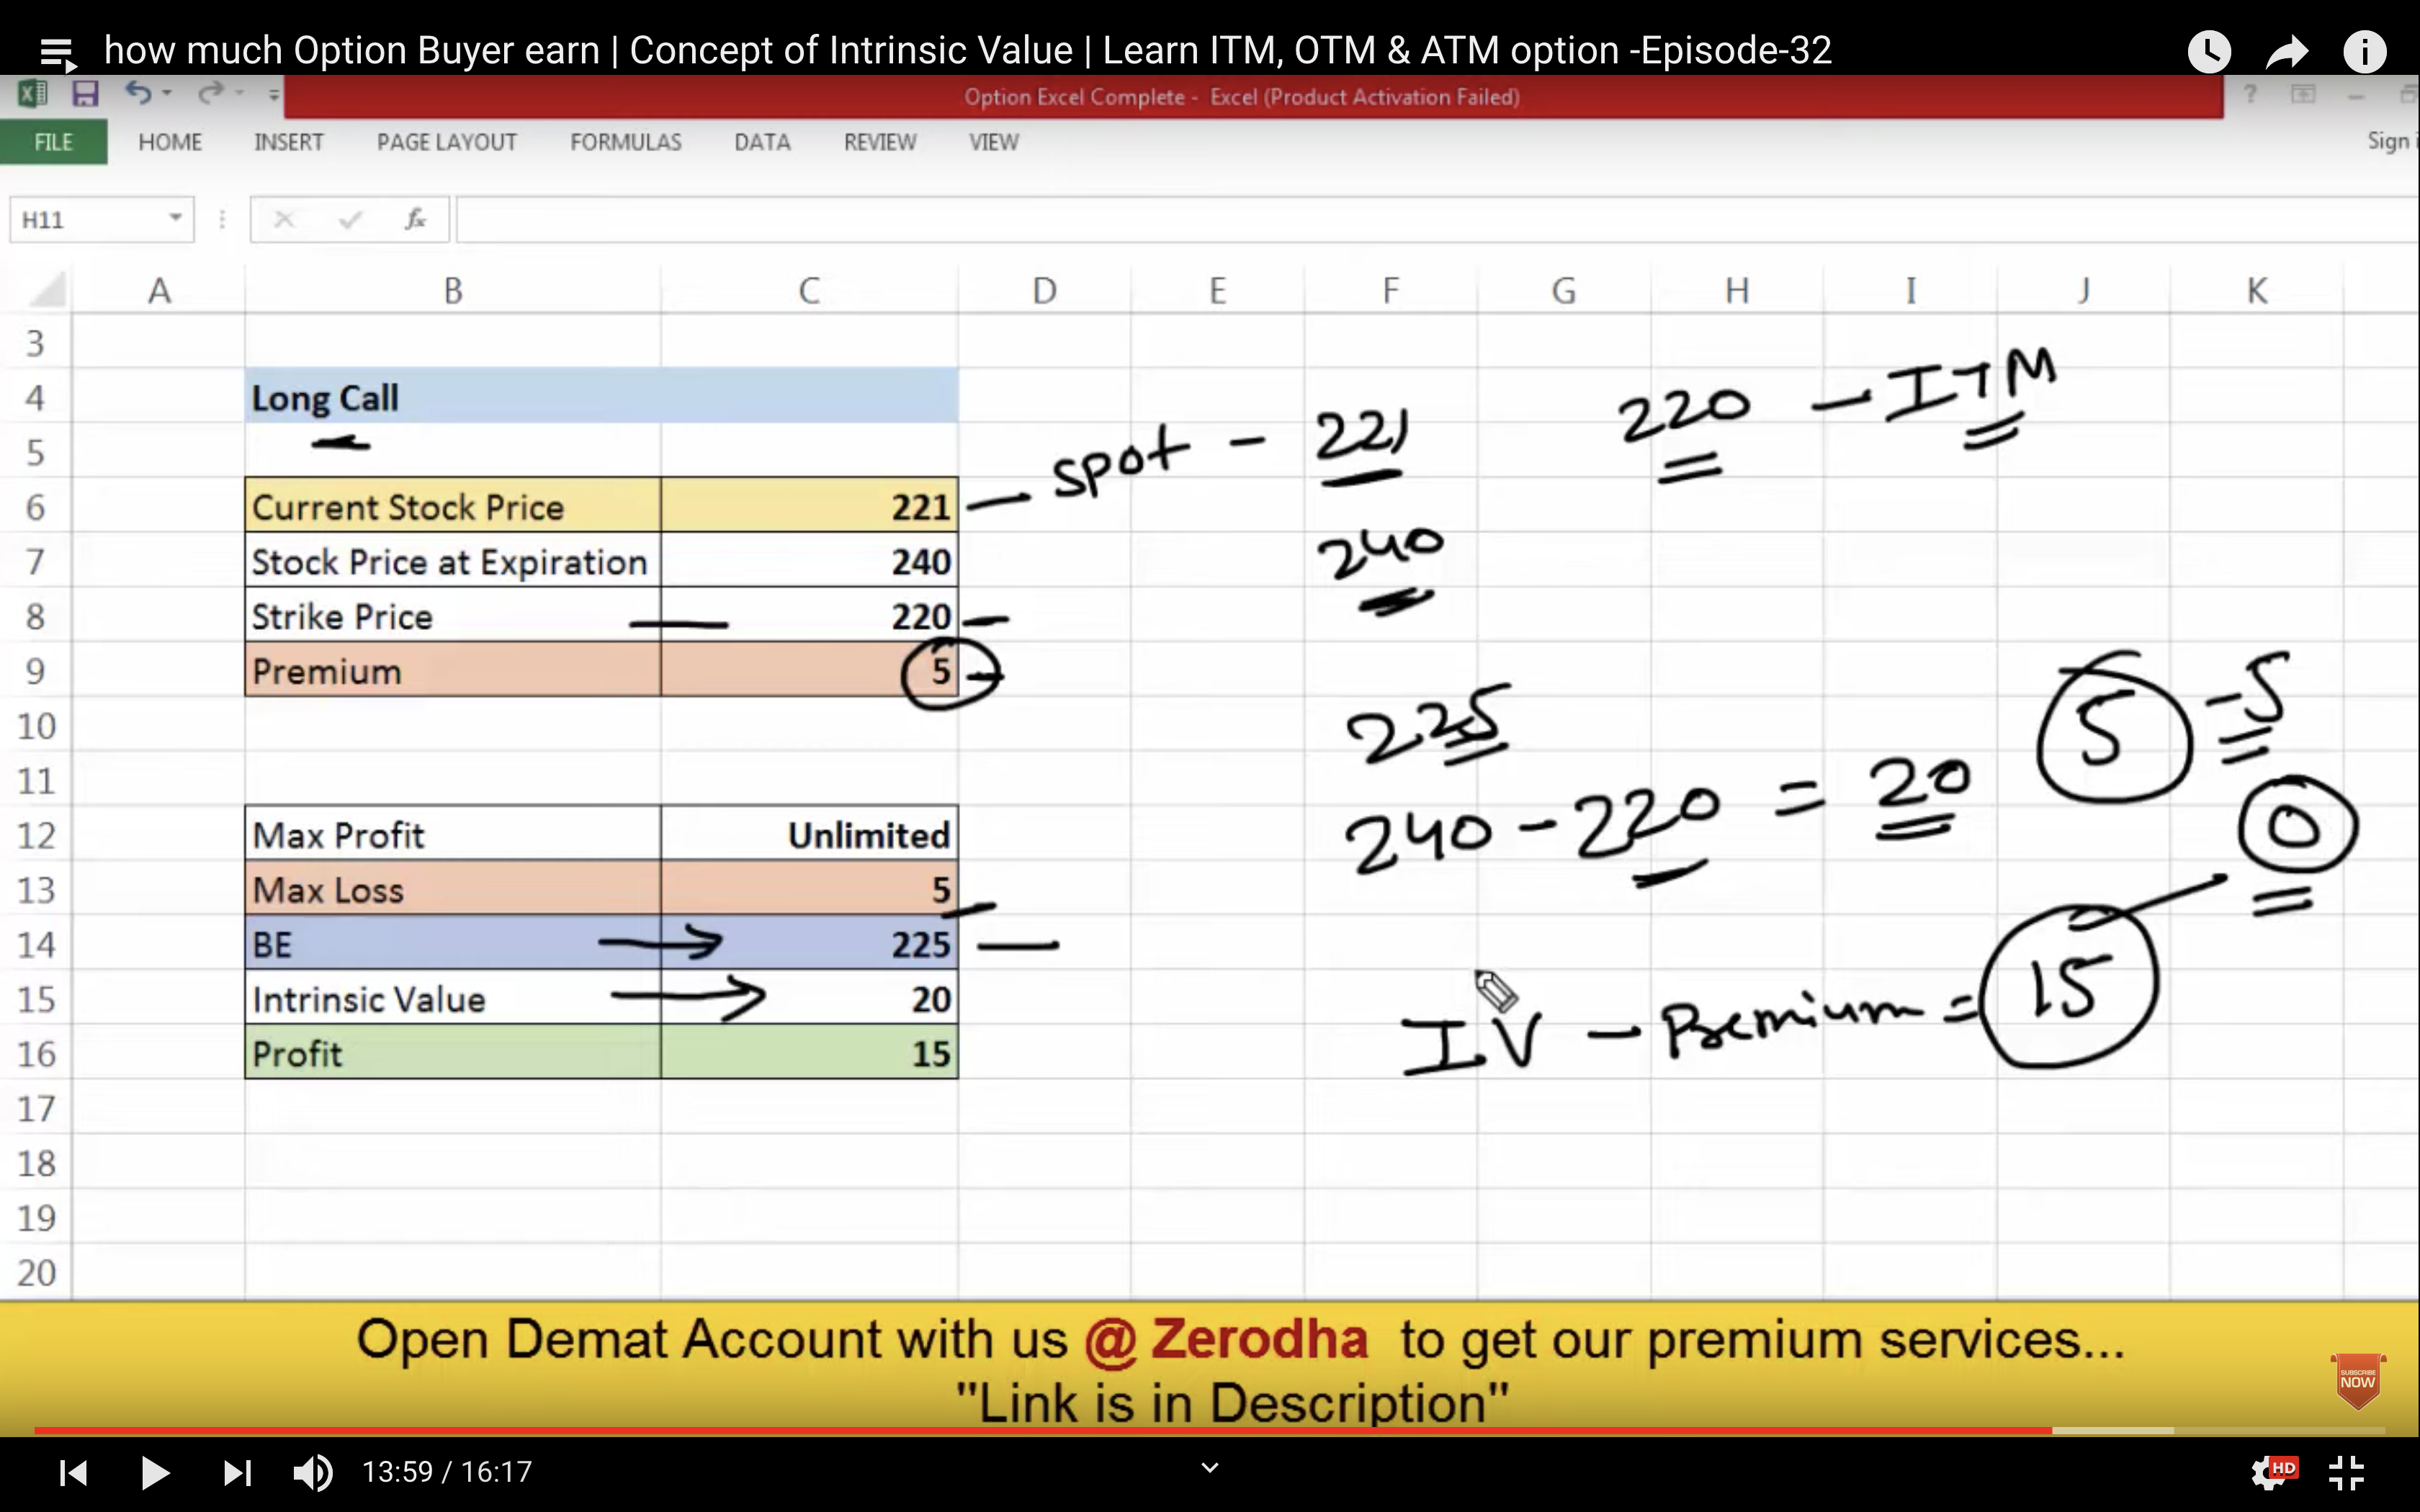 how much Option Buyer earn | Concept of Intrinsic Value | Learn ITM, OTM & ATM option -Episode-32
Option Excel Complete - Excel (Product Activation Failed)
FILE HOME INSERT PAGE LAYOUT FORMULAS DATA REVIEW VIEW Sign i
H11 fx
A B C D E F G H I J K
3
4 Long Call
220 - ITM
5
spot - 221
6 Current Stock Price 221
7 Stock Price at Expiration 240
240
8 Strike Price 220
9 Premium 5
5 -5
10
225
11
240 - 220 = 20
0
12 Max Profit Unlimited
13 Max Loss 5
14 BE 225
15 Intrinsic Value 20
IV - Premium = 15
16 Profit 15
17
18
19
20
Open Demat Account with us @ Zerodha to get our premium services...
"Link is in Description"
SUBSCRIBE
NOW
13:59 / 16:17
HD